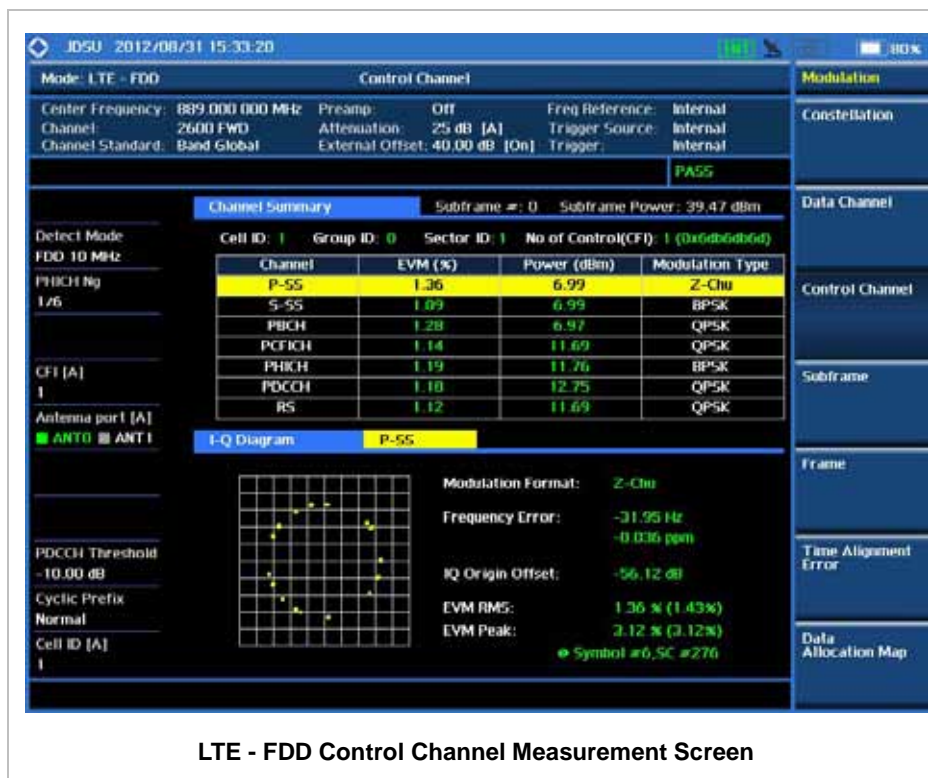 JDSU 2012/08/31 15:33:20 80%
Mode: LTE - FDD Control Channel Modulation
Center Frequency: 889.000 000 MHz Preamp: Off Freq Reference: Internal
Channel: 2600 FWD Attenuation: 25 dB [A] Trigger Source: Internal
Channel Standard: Band Global External Offset: 40.00 dB [On] Trigger: Internal
Constellation
PASS
Channel Summary Subframe #: 0 Subframe Power: 39.47 dBm
Data Channel
Detect Mode
FDD 10 MHz
Cell ID: 1 Group ID: 0 Sector ID: 1 No of Control(CFI): 1 (0x6db6db6d)
Channel EVM (%) Power (dBm) Modulation Type
P-SS 1.36 6.99 Z-Chu
S-SS 1.09 6.99 BPSK
PBCH 1.28 6.97 QPSK
PCFICH 1.14 11.69 QPSK
PHICH 1.19 11.76 BPSK
PDCCH 1.18 12.75 QPSK
RS 1.12 11.69 QPSK
PHICH Ng
1/6
Control Channel
CFI [A]
1
Subframe
Antenna port [A]
ANT0 ANT1
I-Q Diagram P-SS
Frame
Modulation Format: Z-Chu
Frequency Error: -31.95 Hz
-0.036 ppm
IQ Origin Offset: -56.12 dB
EVM RMS: 1.36 % (1.43%)
EVM Peak: 3.12 % (3.12%)
@ Symbol #6,SC #276
PDCCH Threshold
-10.00 dB
Cyclic Prefix
Normal
Cell ID [A]
1
Time Alignment
Error
Data
Allocation Map
LTE - FDD Control Channel Measurement Screen